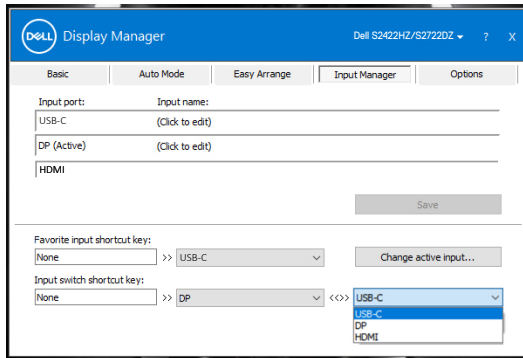 DELL Display Manager Dell S2422HZ/S2722DZ ? X
Basic Auto Mode Easy Arrange Input Manager Options
Input port: Input name:
USB-C (Click to edit)
DP (Active) (Click to edit)
HDMI
Save
Favorite input shortcut key:
None >> USB-C Change active input...
Input switch shortcut key:
None >> DP <<>> USB-C
USB-C
DP
HDMI